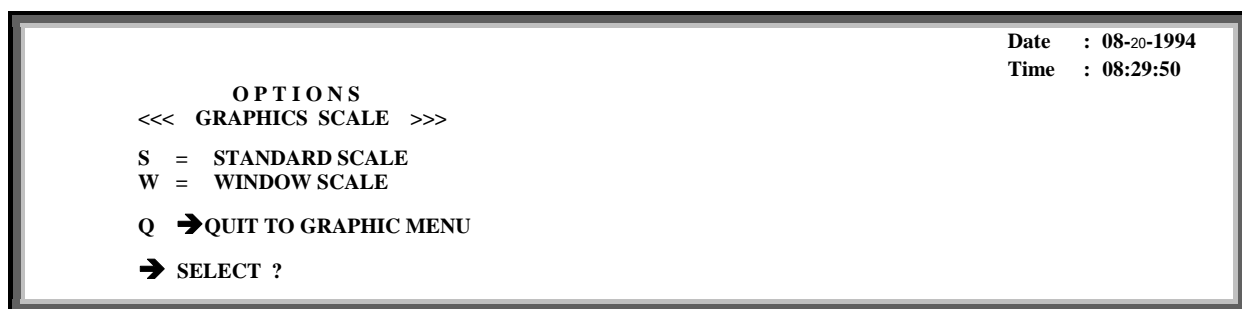 Date : 08-20-1994
Time : 08:29:50
O P T I O N S
<<< GRAPHICS SCALE >>>
S = STANDARD SCALE
W = WINDOW SCALE
Q ➔QUIT TO GRAPHIC MENU
➔ SELECT ?